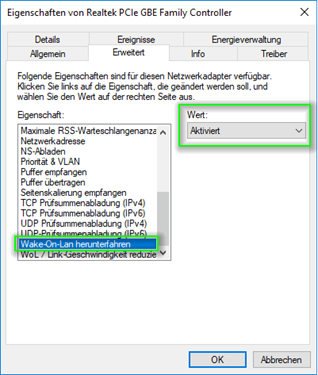 Eigenschaften von Realtek PCIe GBE Family Controller
Details Ereignisse Energieverwaltung
Allgemein Erweitert Info Treiber
Folgende Eigenschaften sind für diesen Netzwerkadapter verfügbar.
Klicken Sie links auf die Eigenschaft, die geändert werden soll, und
wählen Sie den Wert auf der rechten Seite aus.
Eigenschaft:
Wert:
Maximale RSS-Warteschlangenanza
Aktiviert
Netzwerkadresse
NS-Abladen
Priorität & VLAN
Puffer empfangen
Puffer übertragen
Seitenskalierung empfangen
TCP Prüfsummenabladung (IPv4)
TCP Prüfsummenabladung (IPv6)
UDP Prüfsummenabladung (IPv4)
UDP-Prüfsummenabladung (IPv6)
Wake-On-Lan herunterfahren
WoL / Link-Geschwindigkeit reduzie
OK Abbrechen